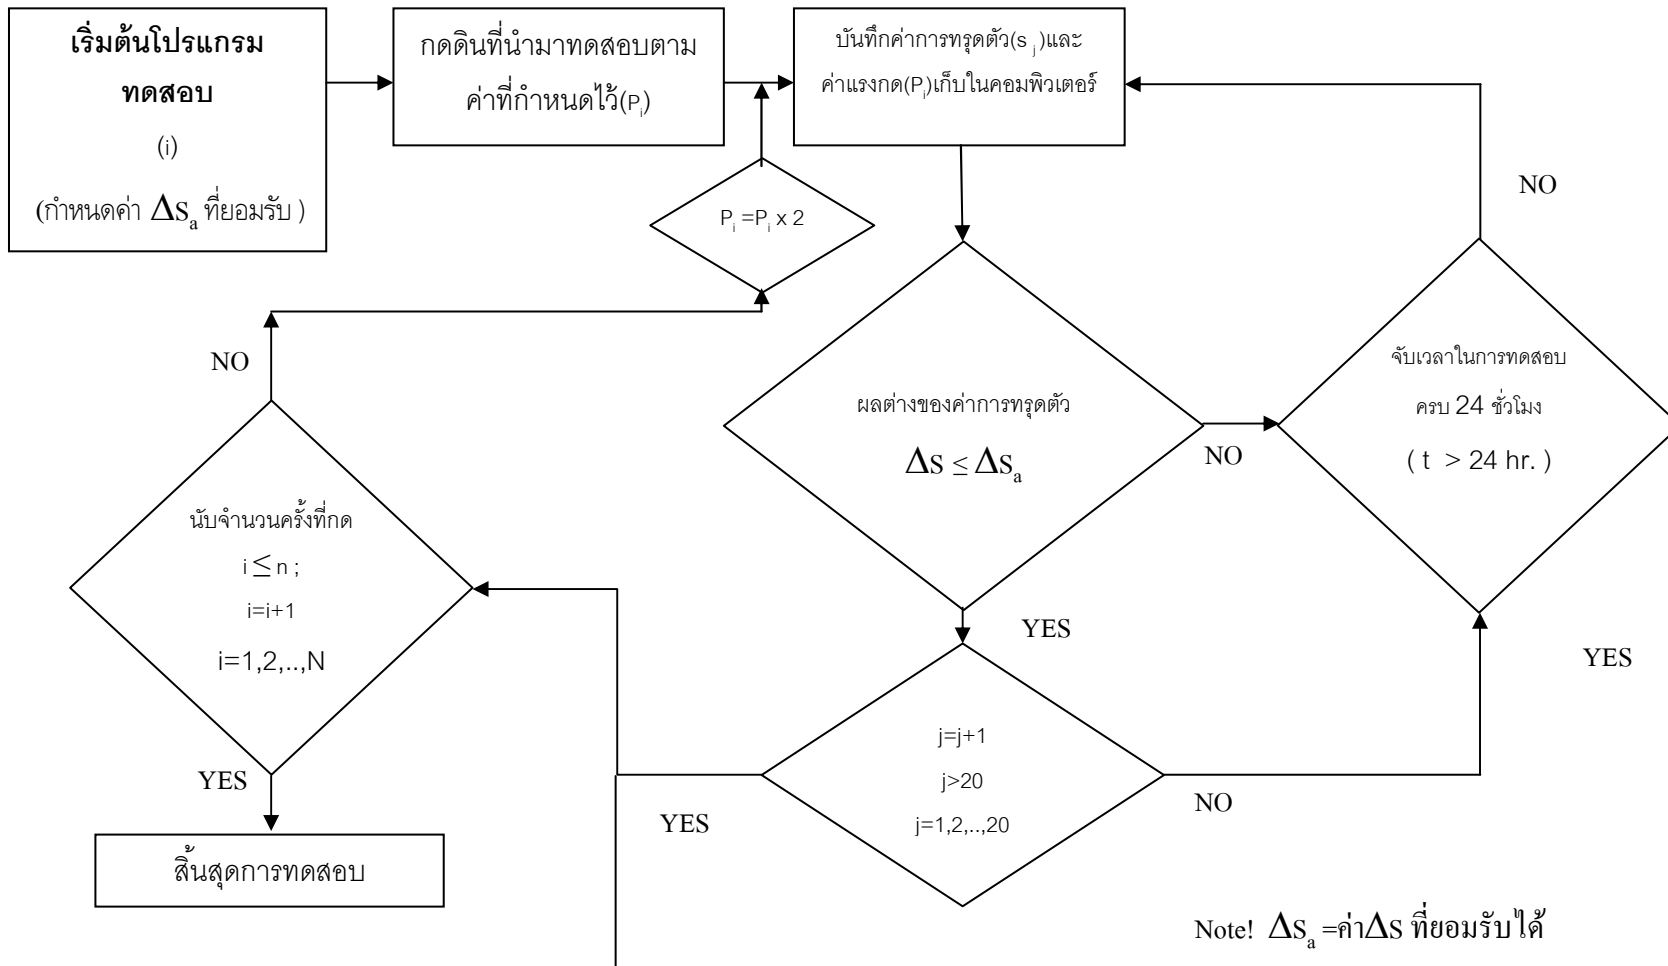 เริ่มต้นโปรแกรม
ทดสอบ
(i)
(กำหนดค่า ΔSₐ ที่ยอมรับ )
กดดินที่นำมาทดสอบตาม
ค่าที่กำหนดไว้(Pᵢ)
บันทึกค่าการทรุดตัว(s ⱼ)และ
ค่าแรงกด(Pᵢ)เก็บในคอมพิวเตอร์
Pᵢ =Pᵢ x 2
NO
NO
จับเวลาในการทดสอบ
ครบ 24 ชั่วโมง
( t > 24 hr. )
ผลต่างของค่าการทรุดตัว
ΔS ≤ ΔSₐ
NO
นับจำนวนครั้งที่กด
i ≤ n ;
i=i+1
i=1,2,..,N
YES
YES
j=j+1
j>20
j=1,2,..,20
YES
YES
NO
สิ้นสุดการทดสอบ
Note! ΔSₐ =ค่าΔS ที่ยอมรับได้